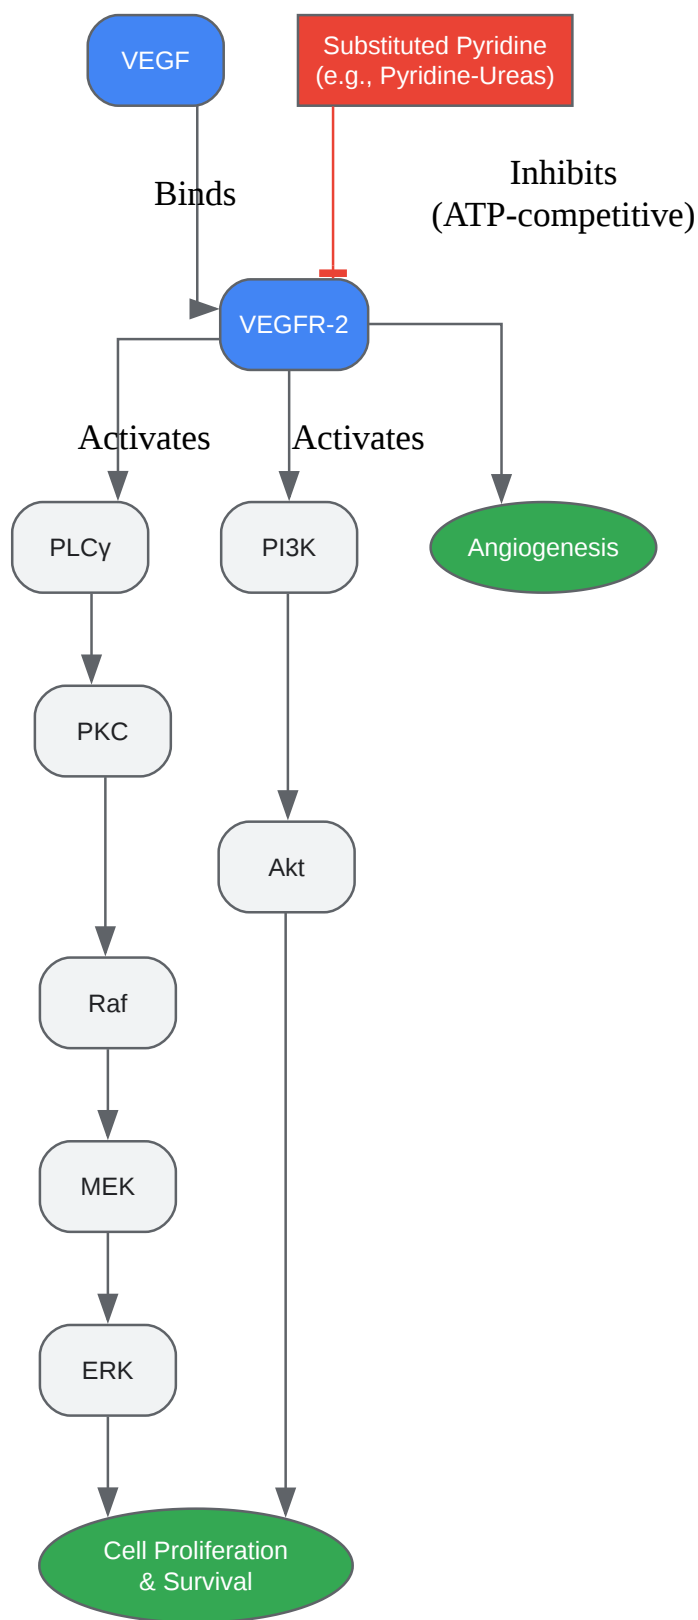 VEGF
Substituted Pyridine
(e.g., Pyridine-Ureas)
Binds
Inhibits
(ATP-competitive)
VEGFR-2
Activates
Activates
PLCγ
PI3K
Angiogenesis
PKC
Akt
Raf
MEK
ERK
Cell Proliferation
& Survival